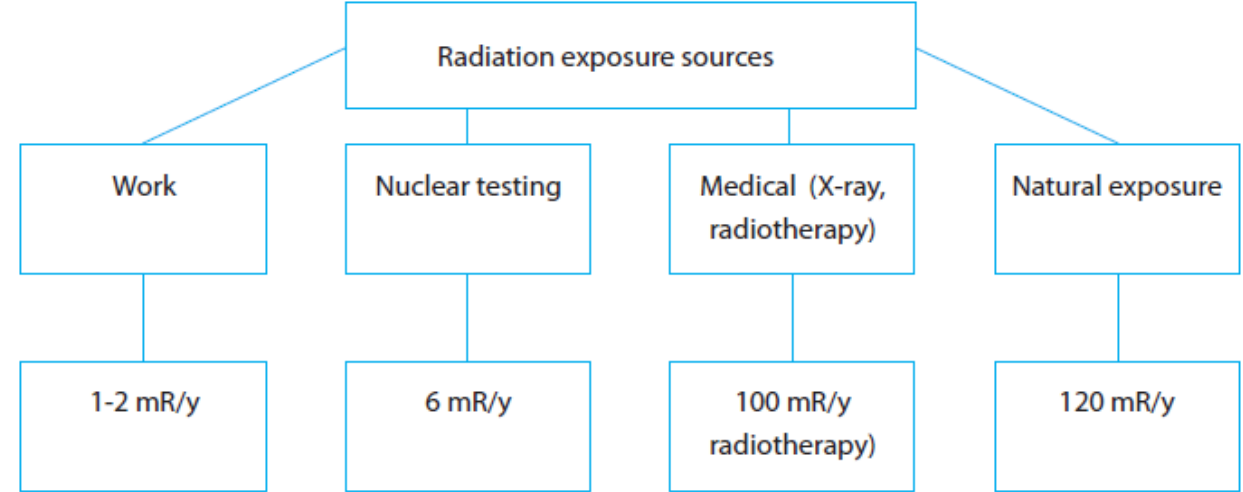 Radiation exposure sources
Work
Nuclear testing
Medical (X-ray,
radiotherapy)
Natural exposure
1-2 mR/y
6 mR/y
100 mR/y
radiotherapy)
120 mR/y